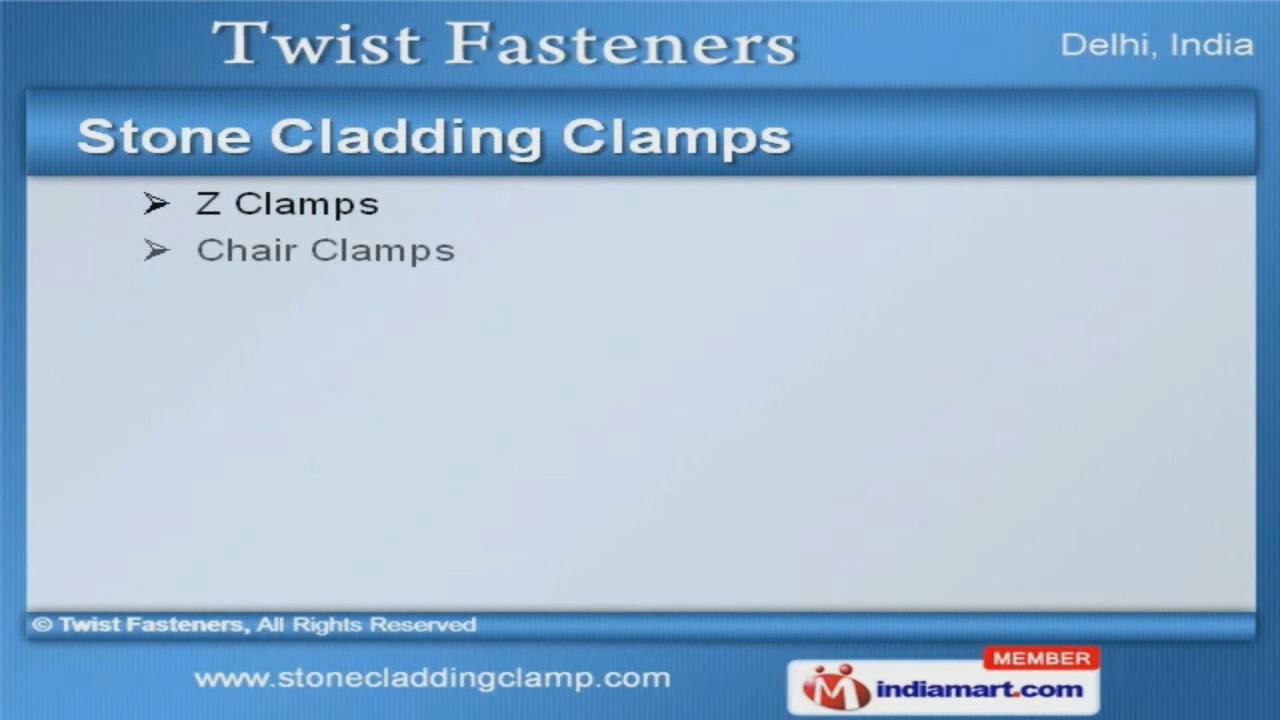 Twist Fasteners
Delhi, India
Stone Cladding Clamps
➢ Z Clamps
➢ Chair Clamps
© Twist Fasteners, All Rights Reserved
www.stonecladdingclamp.com
MEMBER
indiamart.com